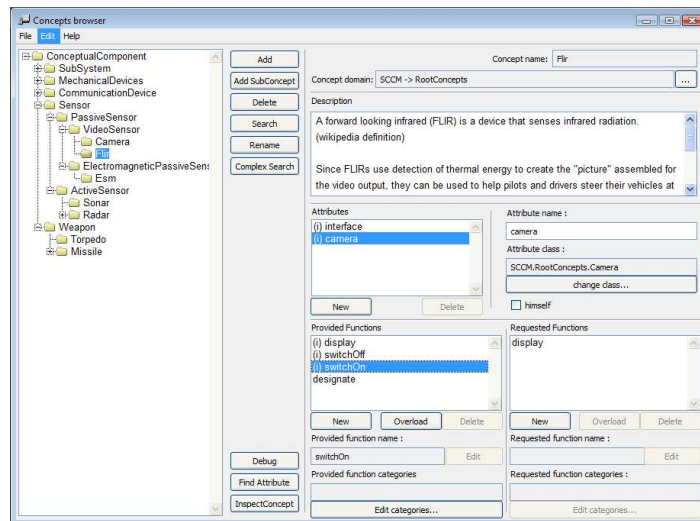 Concepts browser
File Edit Help
ConceptualComponent
SubSystem
MechanicalDevices
CommunicationDevice
Sensor
PassiveSensor
VideoSensor
Camera
Flir
ElectromagneticPassiveSens
Esm
ActiveSensor
Sonar
Radar
Weapon
Torpedo
Missile
Add
Add SubConcept
Delete
Search
Rename
Complex Search
Debug
Find Attribute
InspectConcept
Concept name: Flir
Concept domain: SCCM -> RootConcepts ...
Description
A forward looking infrared (FLIR) is a device that senses infrared radiation.
(wikipedia definition)
Since FLIRs use detection of thermal energy to create the "picture" assembled for
the video output, they can be used to help pilots and drivers steer their vehicles at
Attributes
(i) interface
(i) camera
New Delete
Attribute name :
camera
Attribute class :
SCCM.RootConcepts.Camera
change class...
himself
Provided Functions
(i) display
(i) switchOff
(i) switchOn
designate
New Overload Delete
Provided function name :
switchOn Edit
Provided function categories
Edit categories...
Requested Functions
display
New Overload Delete
Requested function name :
Edit
Requested function categories :
Edit categories...